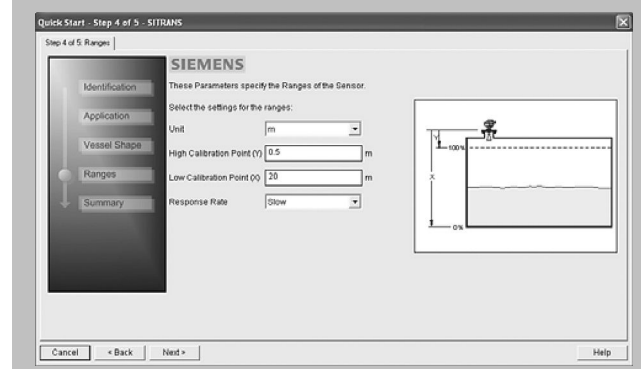 Quick Start - Step 4 of 5 - SITRANS
Step 4 of 5: Ranges
SIEMENS
Identification
Application
Vessel Shape
Ranges
Summary
These Parameters specify the Ranges of the Sensor.
Select the settings for the ranges:
Unit m
High Calibration Point (Y) 0.5 m
Low Calibration Point (X) 20 m
Response Rate Slow
Y
100%
X
0%
Cancel < Back Next > Help